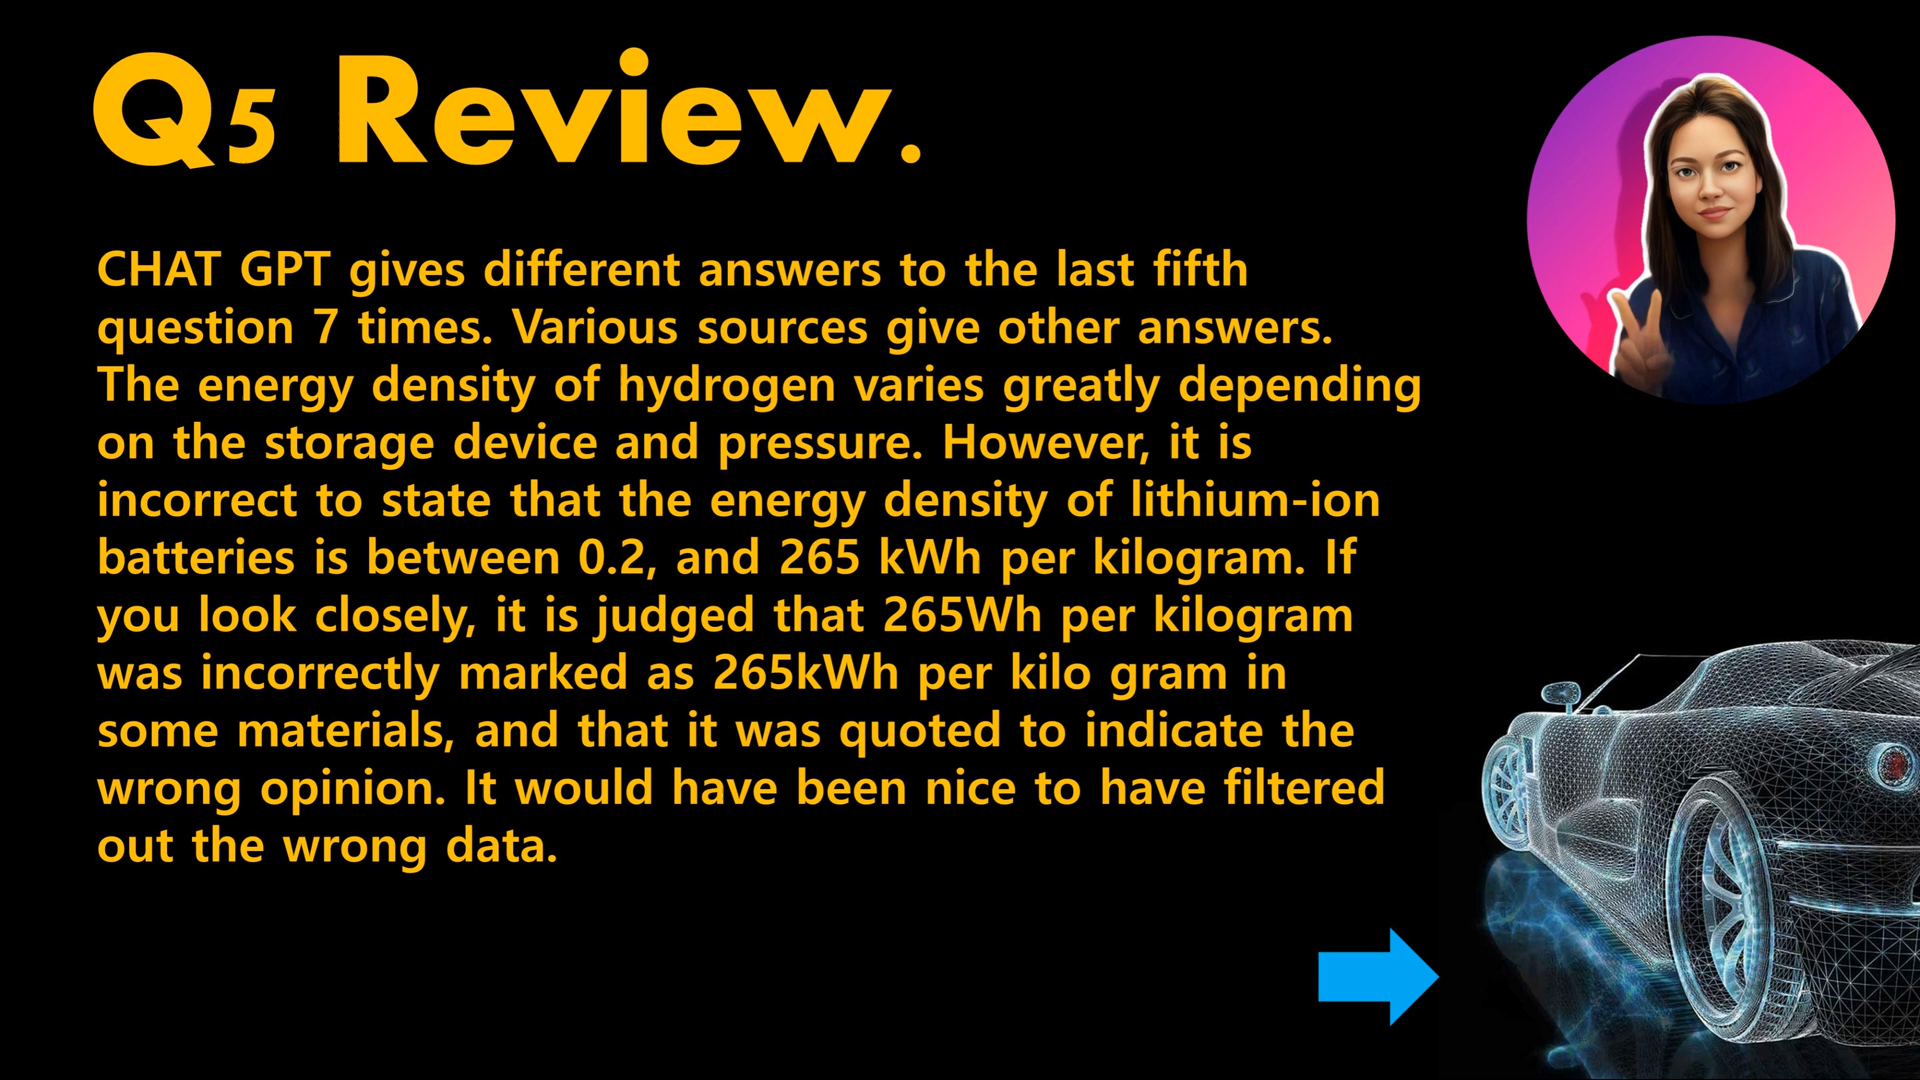 Q5 Review.
CHAT GPT gives different answers to the last fifth
question 7 times. Various sources give other answers.
The energy density of hydrogen varies greatly depending
on the storage device and pressure. However, it is
incorrect to state that the energy density of lithium-ion
batteries is between 0.2, and 265 kWh per kilogram. If
you look closely, it is judged that 265Wh per kilogram
was incorrectly marked as 265kWh per kilo gram in
some materials, and that it was quoted to indicate the
wrong opinion. It would have been nice to have filtered
out the wrong data.